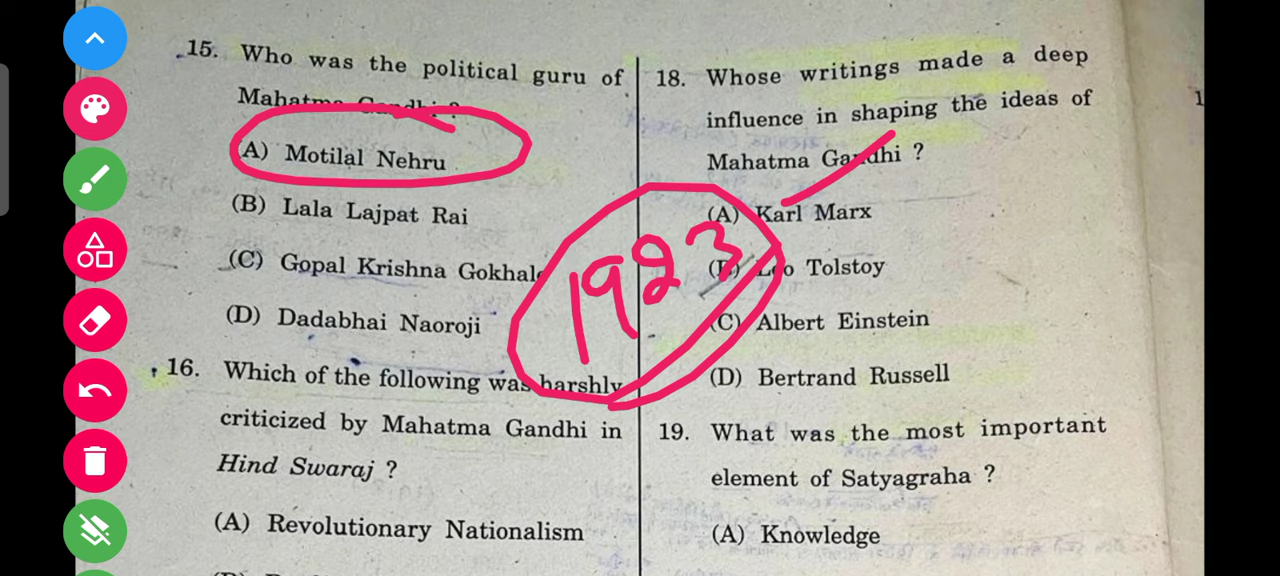 15. Who was the political guru of
Mahatma Gandhi ?
(A) Motilal Nehru
(B) Lala Lajpat Rai
(C) Gopal Krishna Gokhale
(D) Dadabhai Naoroji
16. Which of the following was harshly
criticized by Mahatma Gandhi in
Hind Swaraj ?
(A) Revolutionary Nationalism
1923
18. Whose writings made a deep
influence in shaping the ideas of
Mahatma Gandhi ?
(A) Karl Marx
(B) Leo Tolstoy
(C) Albert Einstein
(D) Bertrand Russell
19. What was the most important
element of Satyagraha ?
(A) Knowledge